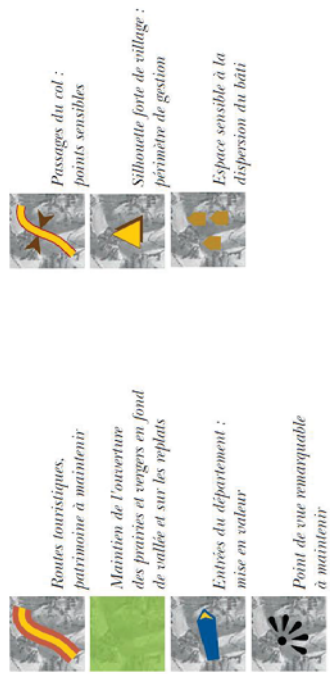 Routes touristiques,
patrimoine à maintenir
Maintien de l'ouverture
des prairies et vergers en fond
de vallée et sur les replats
Entrées du département :
mise en valeur
Point de vue remarquable
à maintenir
Passages du col :
points sensibles
Silhouette forte de village :
périmètre de gestion
Espace sensible à la
dispersion du bâti